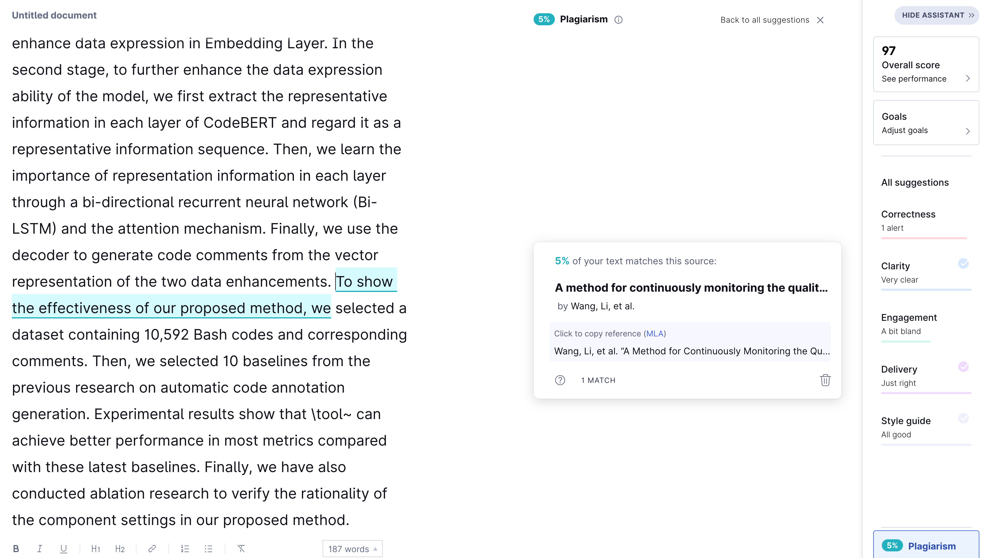 Untitled document
enhance data expression in Embedding Layer. In the
second stage, to further enhance the data expression
ability of the model, we first extract the representative
information in each layer of CodeBERT and regard it as a
representative information sequence. Then, we learn the
importance of representation information in each layer
through a bi-directional recurrent neural network (Bi-
LSTM) and the attention mechanism. Finally, we use the
decoder to generate code comments from the vector
representation of the two data enhancements. To show
the effectiveness of our proposed method, we selected a
dataset containing 10,592 Bash codes and corresponding
comments. Then, we selected 10 baselines from the
previous research on automatic code annotation
generation. Experimental results show that \tool~ can
achieve better performance in most metrics compared
with these latest baselines. Finally, we have also
conducted ablation research to verify the rationality of
the component settings in our proposed method.
B I U H1 H2
187 words
5% Plagiarism
Back to all suggestions
5% of your text matches this source:
A method for continuously monitoring the qualit...
by Wang, Li, et al.
Click to copy reference (MLA)
Wang, Li, et al. “A Method for Continuously Monitoring the Qu...
1 MATCH
HIDE ASSISTANT
97
Overall score
See performance
Goals
Adjust goals
All suggestions
Correctness
1 alert
Clarity
Very clear
Engagement
A bit bland
Delivery
Just right
Style guide
All good
5% Plagiarism